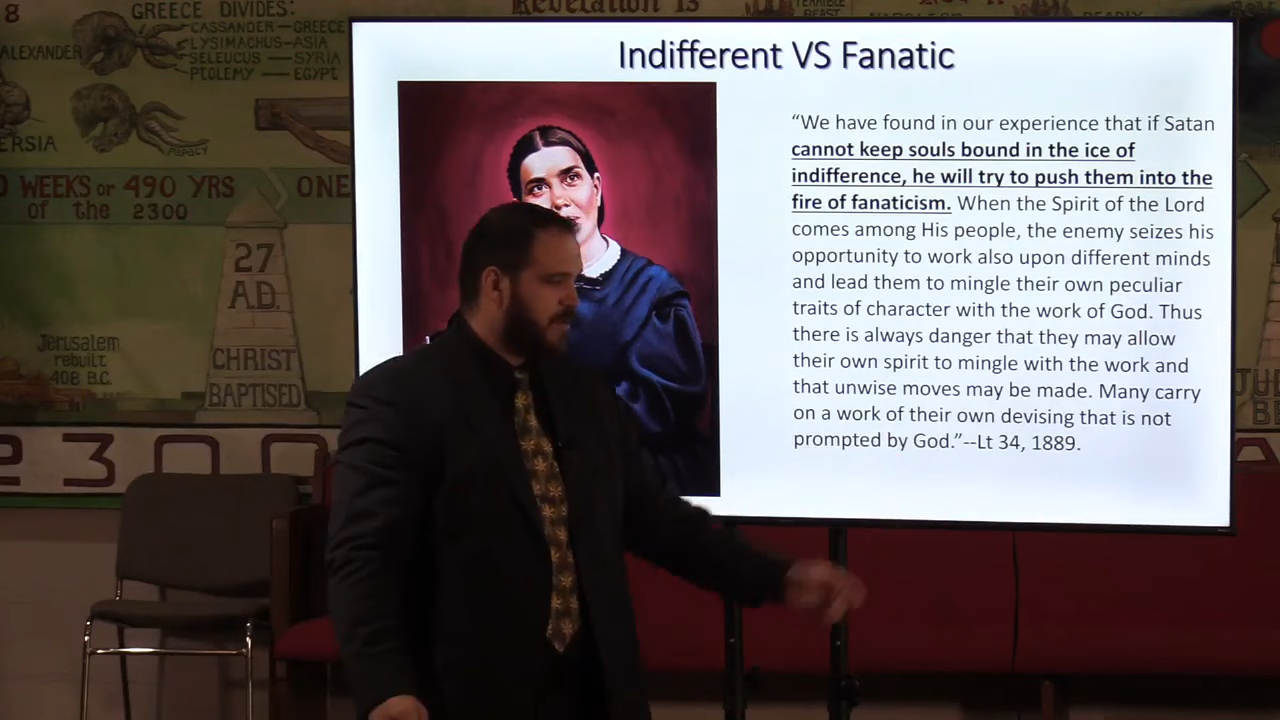 8
GREECE DIVIDES:
CASSANDER - GREECE
ALEXANDER
LYSIMACHUS - ASIA
SELEUCUS - SYRIA
PTOLEMY - EGYPT
Revelation is
TERRIBLE
BEAST
NAPOLEON
DEADLY
WEEKS or 490 YRS
of the 2300
ONE
27
A.D.
CHRIST
BAPTISED
Jerusalem
rebuilt
408 B.C.
2300
Indifferent VS Fanatic
“We have found in our experience that if Satan
cannot keep souls bound in the ice of
indifference, he will try to push them into the
fire of fanaticism. When the Spirit of the Lord
comes among His people, the enemy seizes his
opportunity to work also upon different minds
and lead them to mingle their own peculiar
traits of character with the work of God. Thus
there is always danger that they may allow
their own spirit to mingle with the work and
that unwise moves may be made. Many carry
on a work of their own devising that is not
prompted by God.”--Lt 34, 1889.